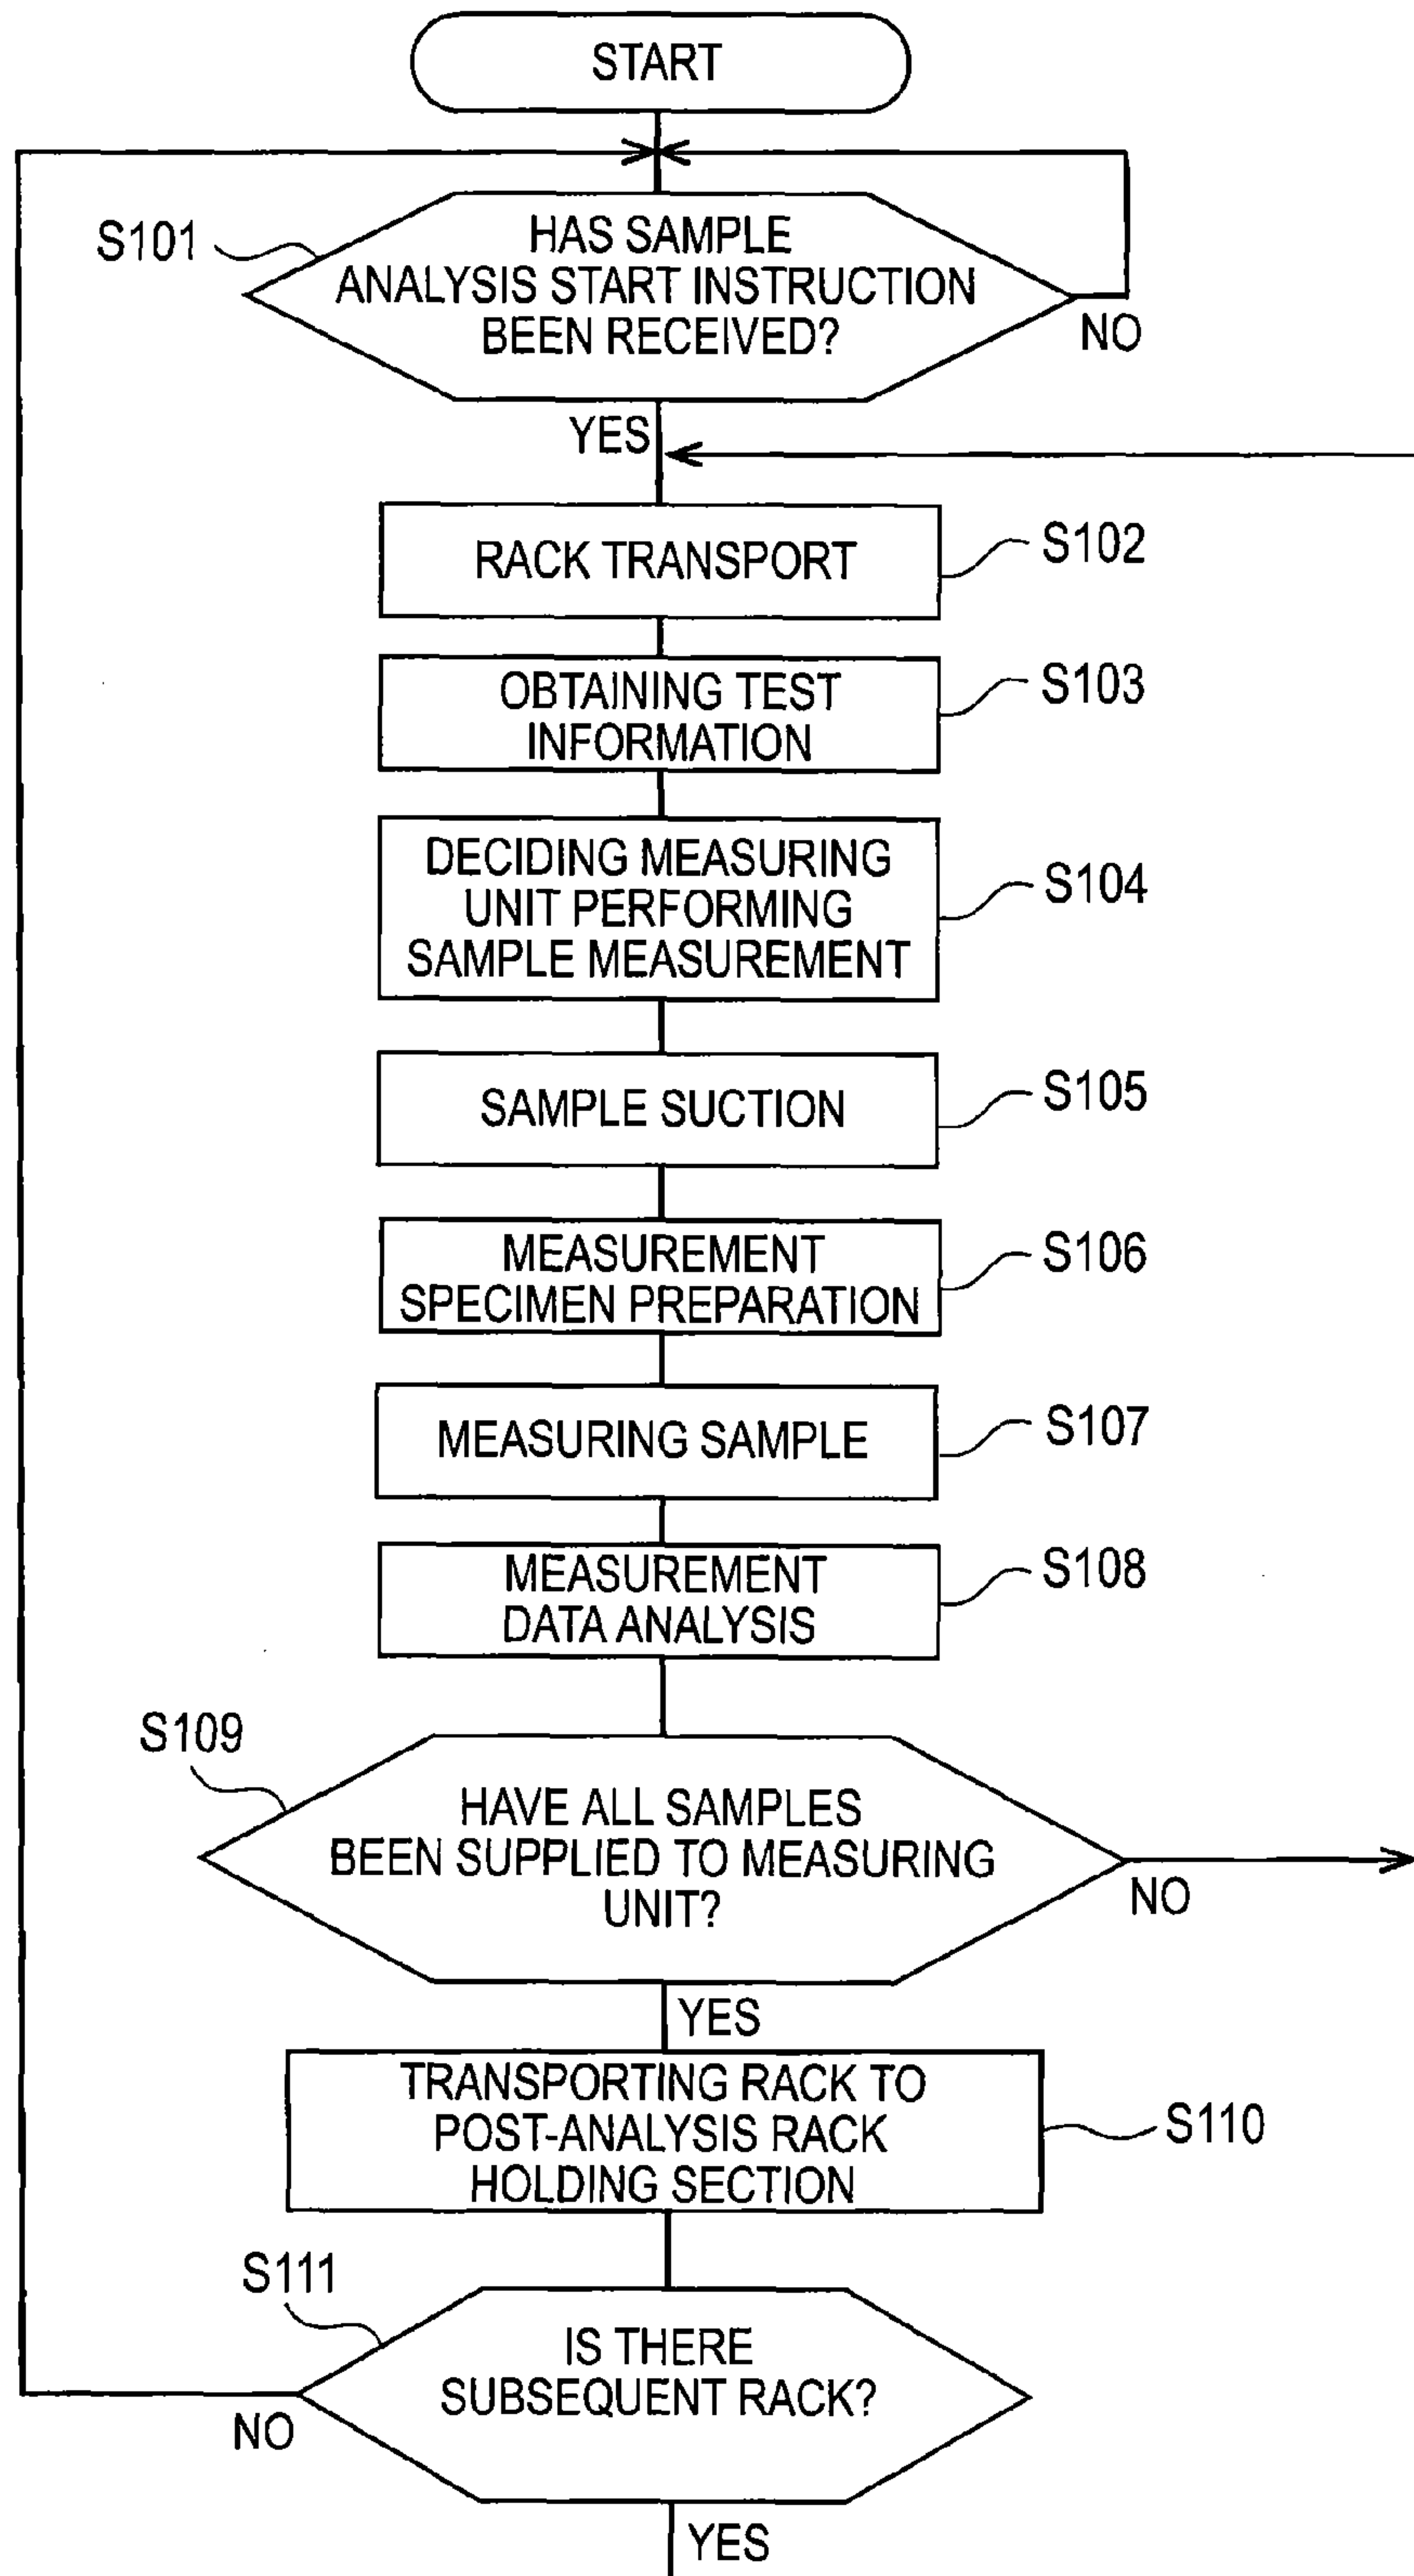 START
S101
HAS SAMPLE
ANALYSIS START INSTRUCTION
BEEN RECEIVED?
NO
YES
RACK TRANSPORT
S102
OBTAINING TEST
INFORMATION
S103
DECIDING MEASURING
UNIT PERFORMING
SAMPLE MEASUREMENT
S104
SAMPLE SUCTION
S105
MEASUREMENT
SPECIMEN PREPARATION
S106
MEASURING SAMPLE
S107
MEASUREMENT
DATA ANALYSIS
S108
S109
HAVE ALL SAMPLES
BEEN SUPPLIED TO MEASURING
UNIT?
NO
YES
TRANSPORTING RACK TO
POST-ANALYSIS RACK
HOLDING SECTION
S110
S111
IS THERE
SUBSEQUENT RACK?
NO
YES